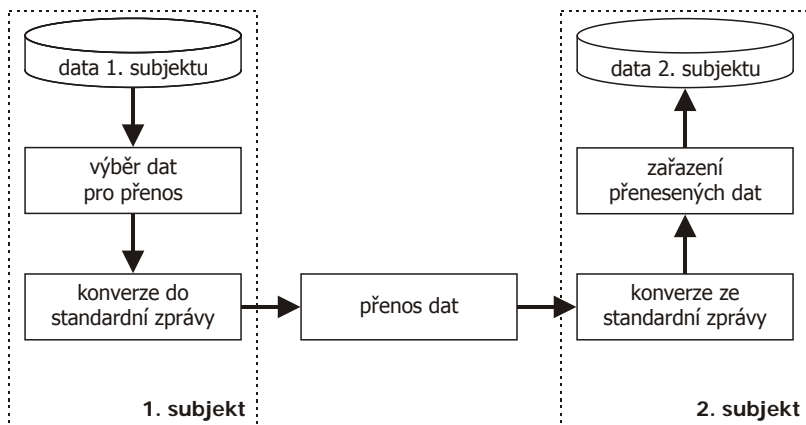 data 1. subjektu
výběr dat
pro přenos
konverze do
standardní zprávy
1. subjekt
přenos dat
data 2. subjektu
zařazení
přenesených dat
konverze ze
standardní zprávy
2. subjekt